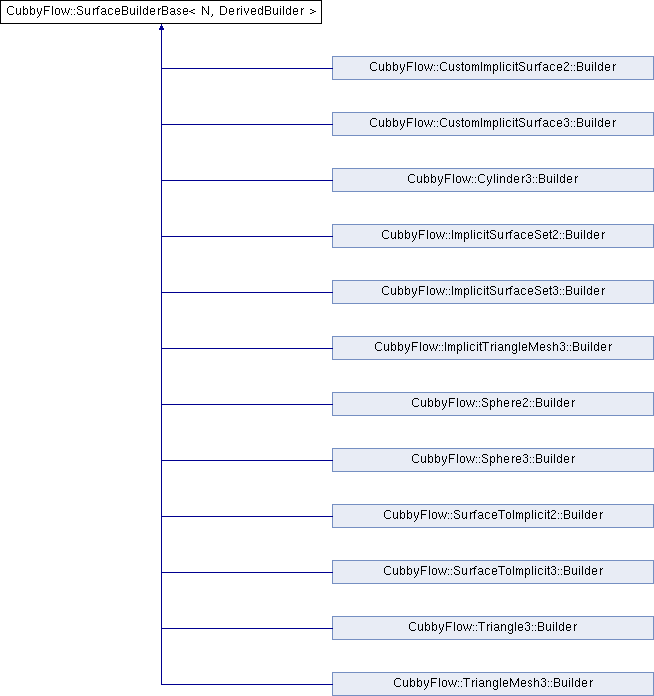 CubbyFlow::SurfaceBuilderBase< N, DerivedBuilder >
CubbyFlow::CustomImplicitSurface2::Builder
CubbyFlow::CustomImplicitSurface3::Builder
CubbyFlow::Cylinder3::Builder
CubbyFlow::ImplicitSurfaceSet2::Builder
CubbyFlow::ImplicitSurfaceSet3::Builder
CubbyFlow::ImplicitTriangleMesh3::Builder
CubbyFlow::Sphere2::Builder
CubbyFlow::Sphere3::Builder
CubbyFlow::SurfaceToImplicit2::Builder
CubbyFlow::SurfaceToImplicit3::Builder
CubbyFlow::Triangle3::Builder
CubbyFlow::TriangleMesh3::Builder